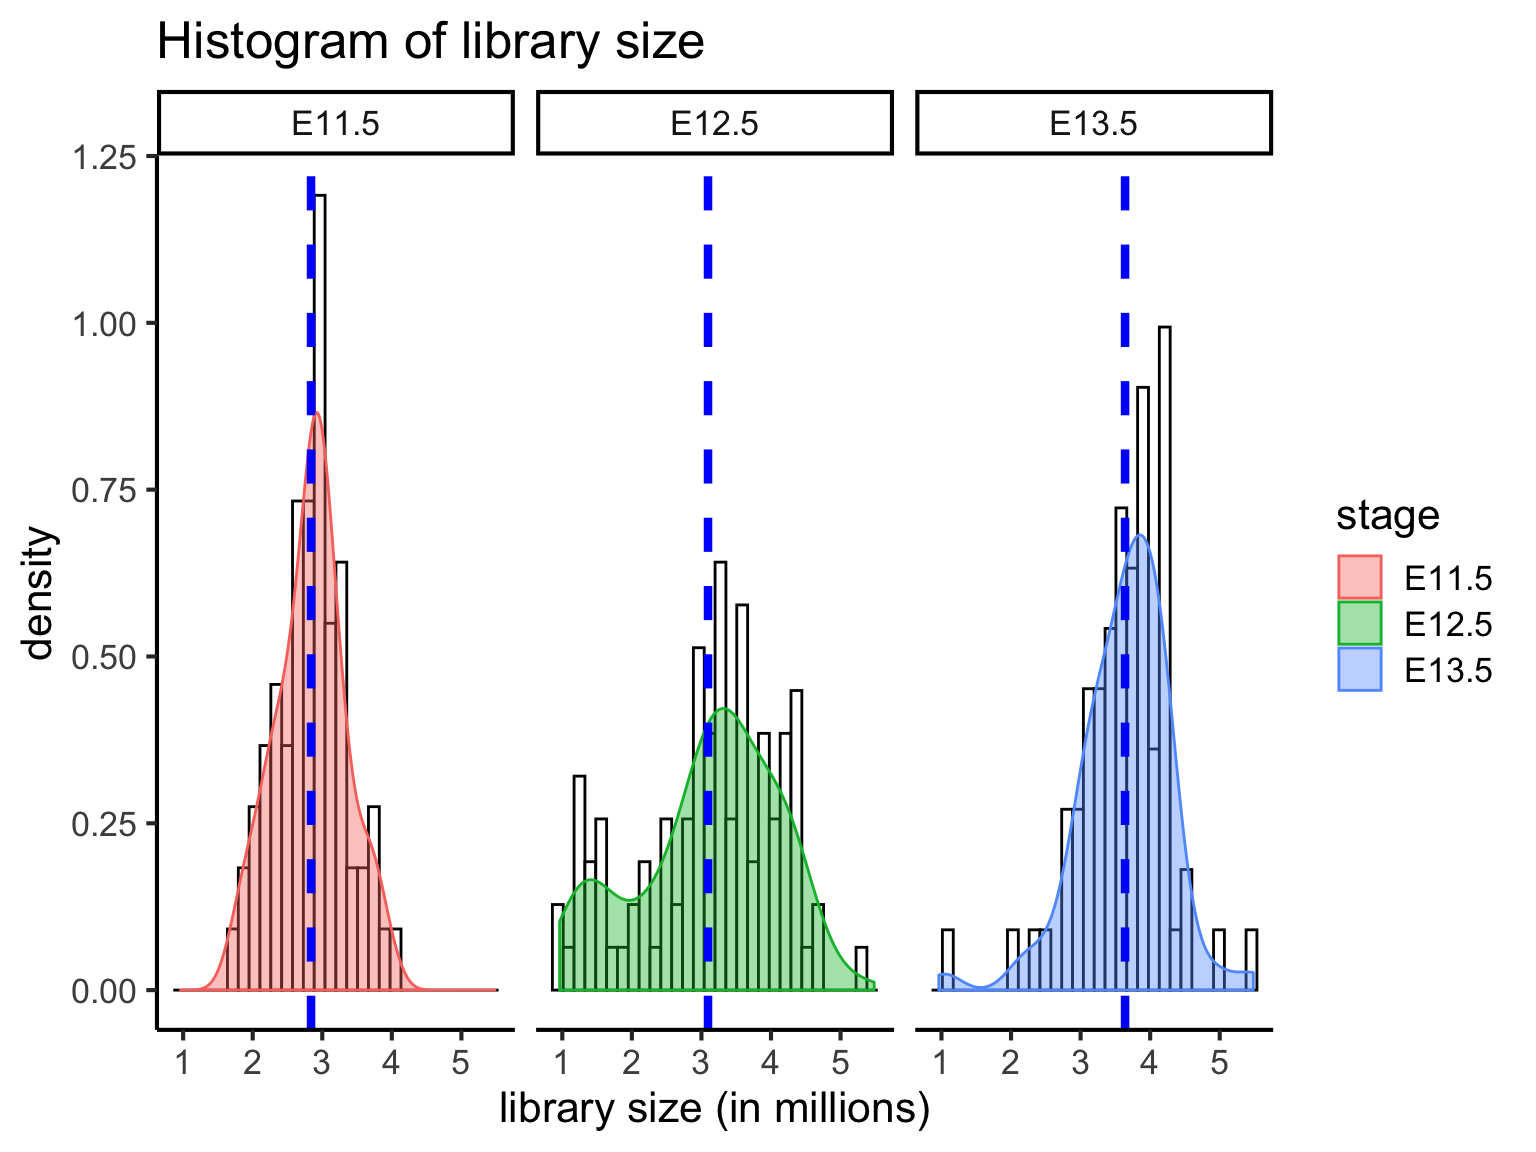 Histogram of library size
E11.5 E12.5 E13.5
1.25
1.00
0.75
0.50
0.25
0.00
density
1 2 3 4 5 1 2 3 4 5 1 2 3 4 5
library size (in millions)
stage
E11.5
E12.5
E13.5